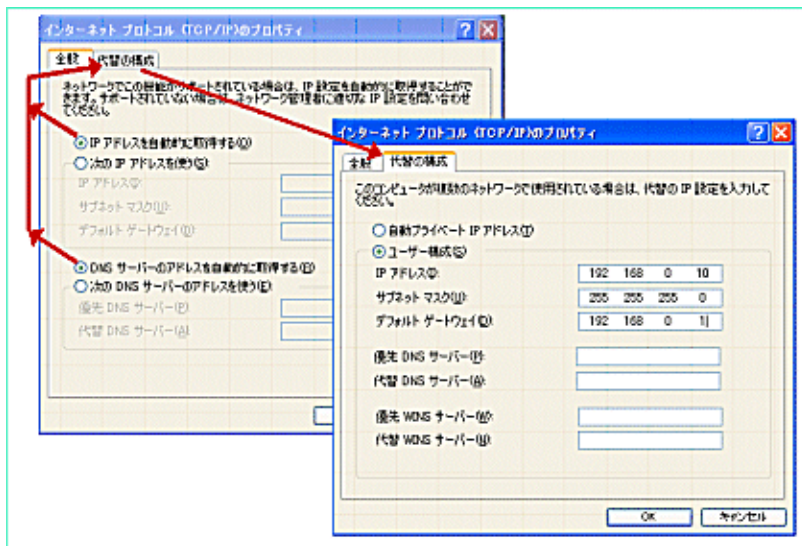 インターネット プロトコル (TCP/IP)のプロパティ
全般 代替の構成
ネットワークでこの機能がサポートされている場合は、IP 設定を自動的に取得することがで
きます。サポートされていない場合は、ネットワーク管理者に適切な IP 設定を問い合わせ
てください。
IP アドレスを自動的に取得する(O)
次の IP アドレスを使う(S):
IP アドレス(I):
サブネット マスク(U):
デフォルト ゲートウェイ(D):
DNS サーバーのアドレスを自動的に取得する(B)
次の DNS サーバーのアドレスを使う(E):
優先 DNS サーバー(P):
代替 DNS サーバー(A):
インターネット プロトコル (TCP/IP)のプロパティ
全般 代替の構成
このコンピュータが複数のネットワークで使用されている場合は、代替の IP 設定を入力して
ください。
自動プライベート IP アドレス(T)
ユーザー構成(S)
IP アドレス(I): 192 168 0 10
サブネット マスク(U): 255 255 255 0
デフォルト ゲートウェイ(D): 192 168 0 1
優先 DNS サーバー(P):
代替 DNS サーバー(A):
優先 WINS サーバー(W):
代替 WINS サーバー(N):
OK キャンセル